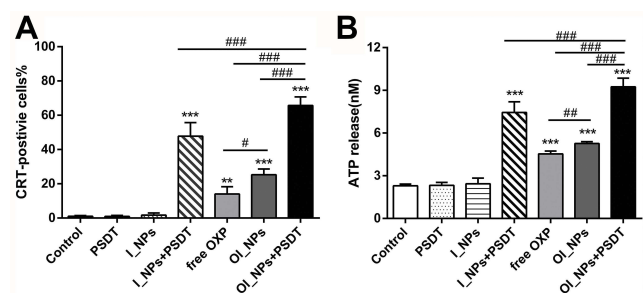 A
CRT-postivie cells%
100
80
60
40
20
0
###
###
###
***
#
**
***
***
Control
PSDT
I_NPs
I_NPs+PSDT
free OXP
OI_NPs
OI_NPs+PSDT
B
ATP release(nM)
12
9
6
3
0
###
###
###
***
##
***
***
***
Control
PSDT
I_NPs
I_NPs+PSDT
free OXP
OI_NPs
OI_NPs+PSDT